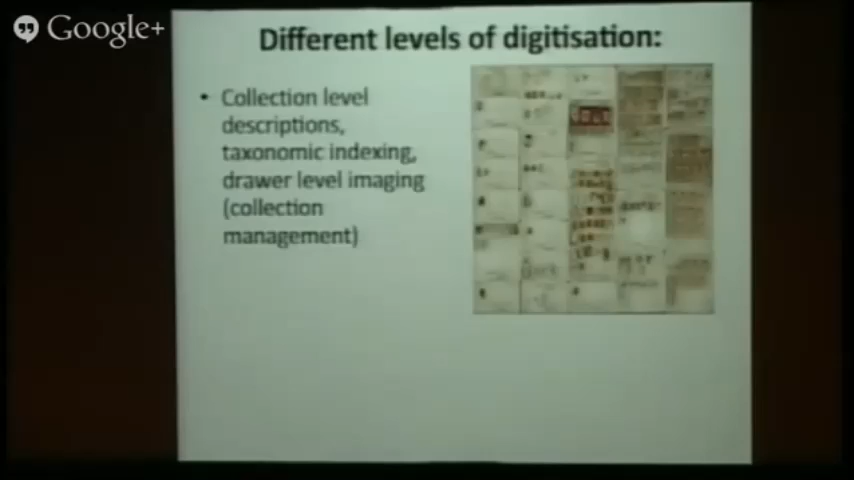 Google+
Different levels of digitisation:
• Collection level
descriptions,
taxonomic indexing,
drawer level imaging
(collection
management)